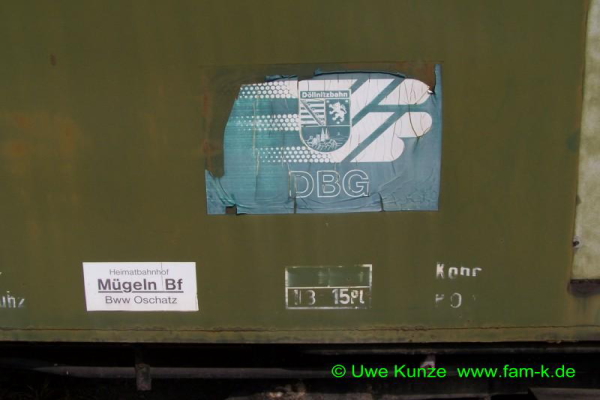 Döllnitzbahn
DBG
Heimatbahnhof
Mügeln Bf
Bww Oschatz
15Pl
© Uwe Kunze www.fam-k.de